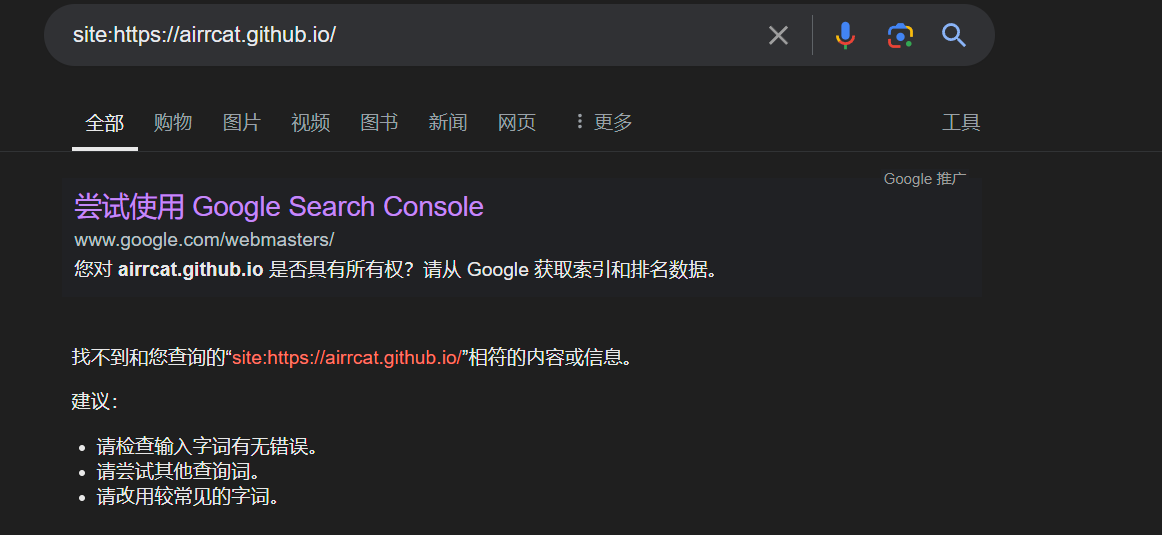 site:https://airrcat.github.io/
全部 购物 图片 视频 图书 新闻 网页 更多 工具
Google 推广
尝试使用 Google Search Console
www.google.com/webmasters/
您对 airrcat.github.io 是否具有所有权？请从 Google 获取索引和排名数据。
找不到和您查询的“site:https://airrcat.github.io/”相符的内容或信息。
建议：
请检查输入字词有无错误。
请尝试其他查询词。
请改用较常见的字词。